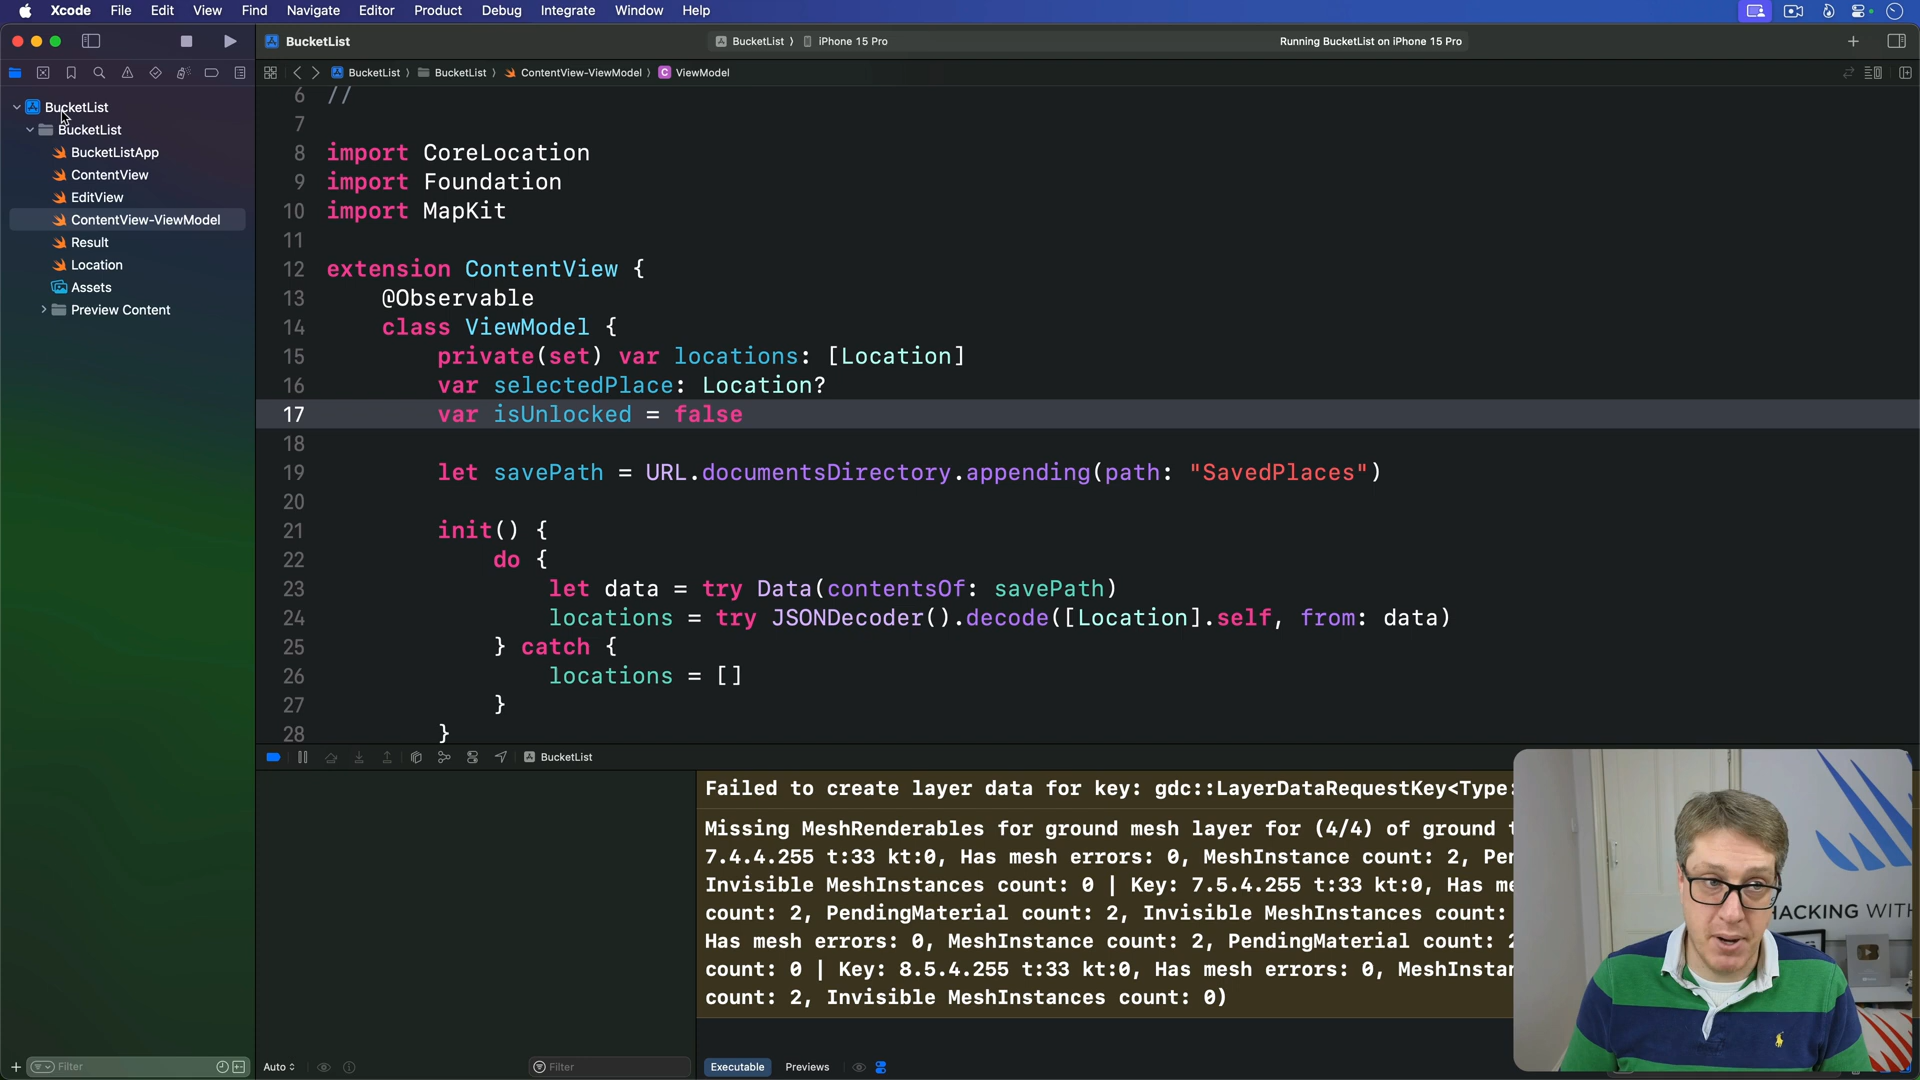 Xcode File Edit View Find Navigate Editor Product Debug Integrate Window Help
BucketList
BucketList 〉 iPhone 15 Pro
Running BucketList on iPhone 15 Pro
BucketList 〉 BucketList 〉 ContentView-ViewModel 〉 C ViewModel
BucketList
BucketList
BucketListApp
ContentView
EditView
ContentView-ViewModel
Result
Location
Assets
Preview Content
6 //
7
8 import CoreLocation
9 import Foundation
10 import MapKit
11
12 extension ContentView {
13 @Observable
14 class ViewModel {
15 private(set) var locations: [Location]
16 var selectedPlace: Location?
17 var isUnlocked = false
18
19 let savePath = URL.documentsDirectory.appending(path: "SavedPlaces")
20
21 init() {
22 do {
23 let data = try Data(contentsOf: savePath)
24 locations = try JSONDecoder().decode([Location].self, from: data)
25 } catch {
26 locations = []
27 }
28 }
BucketList
Failed to create layer data for key: gdc::LayerDataRequestKey<Type:
Missing MeshRenderables for ground mesh layer for (4/4) of ground
7.4.4.255 t:33 kt:0, Has mesh errors: 0, MeshInstance count: 2,
Invisible MeshInstances count: 0 | Key: 7.5.4.255 t:33 kt:0, Has
count: 2, PendingMaterial count: 2, Invisible MeshInstances count:
Has mesh errors: 0, MeshInstance count: 2, PendingMaterial count:
count: 0 | Key: 8.5.4.255 t:33 kt:0, Has mesh errors: 0,
count: 2, Invisible MeshInstances count: 0)
HACKING WITH
Filter
Auto
Filter
Executable Previews